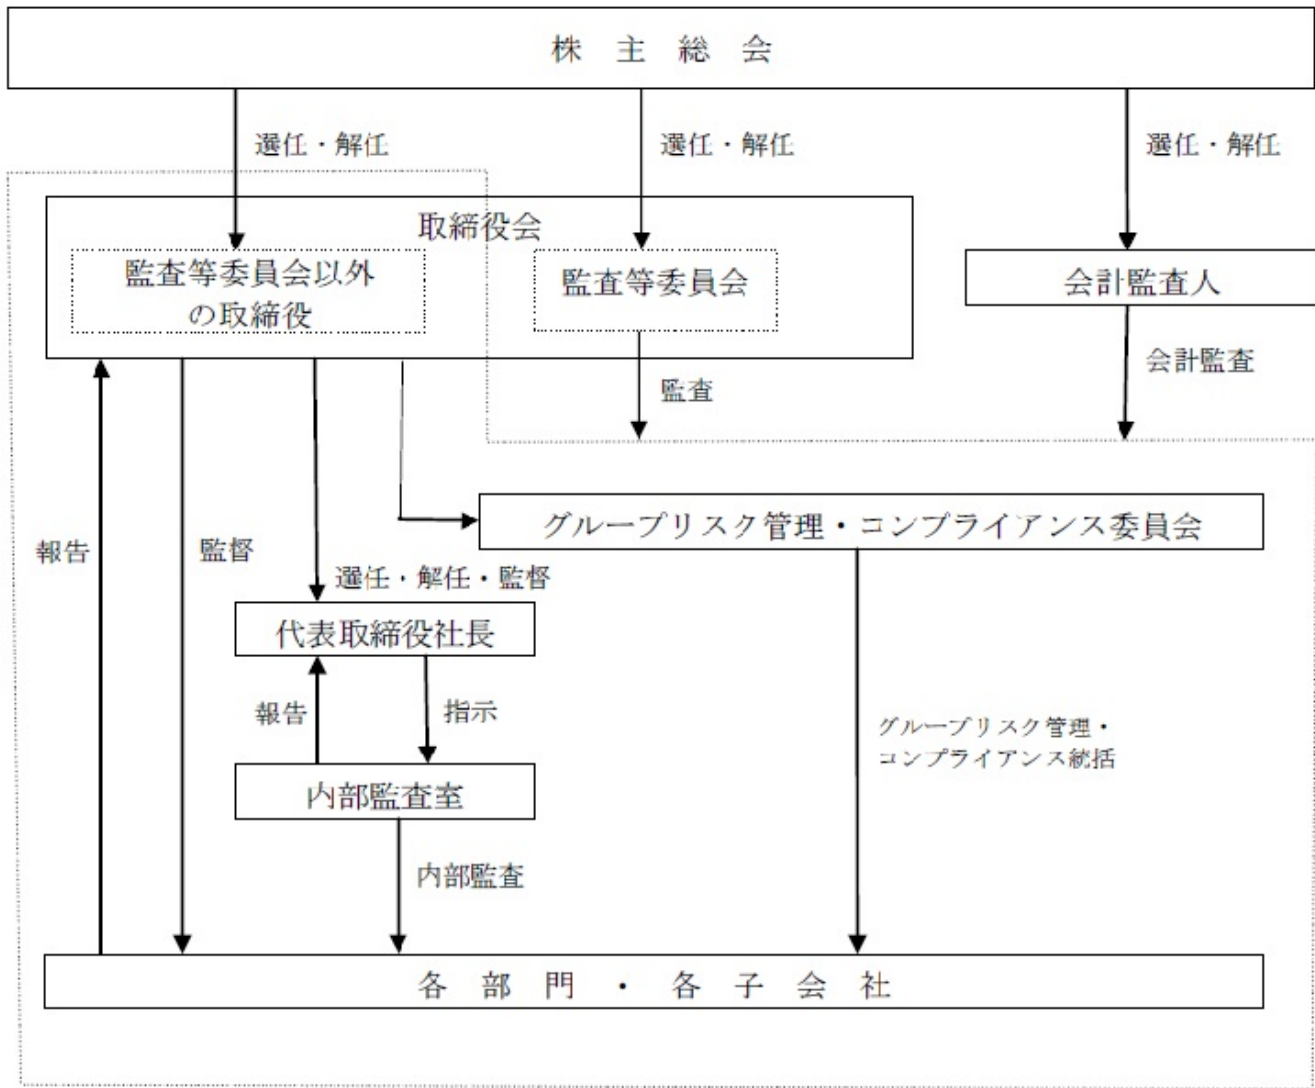 株主総会
選任・解任
選任・解任
選任・解任
取締役会
監査等委員会以外
の取締役
監査等委員会
会計監査人
監査
会計監査
グループリスク管理・コンプライアンス委員会
報告
監督
選任・解任・監督
代表取締役社長
報告
指示
グループリスク管理・
コンプライアンス統括
内部監査室
内部監査
各部門・各子会社